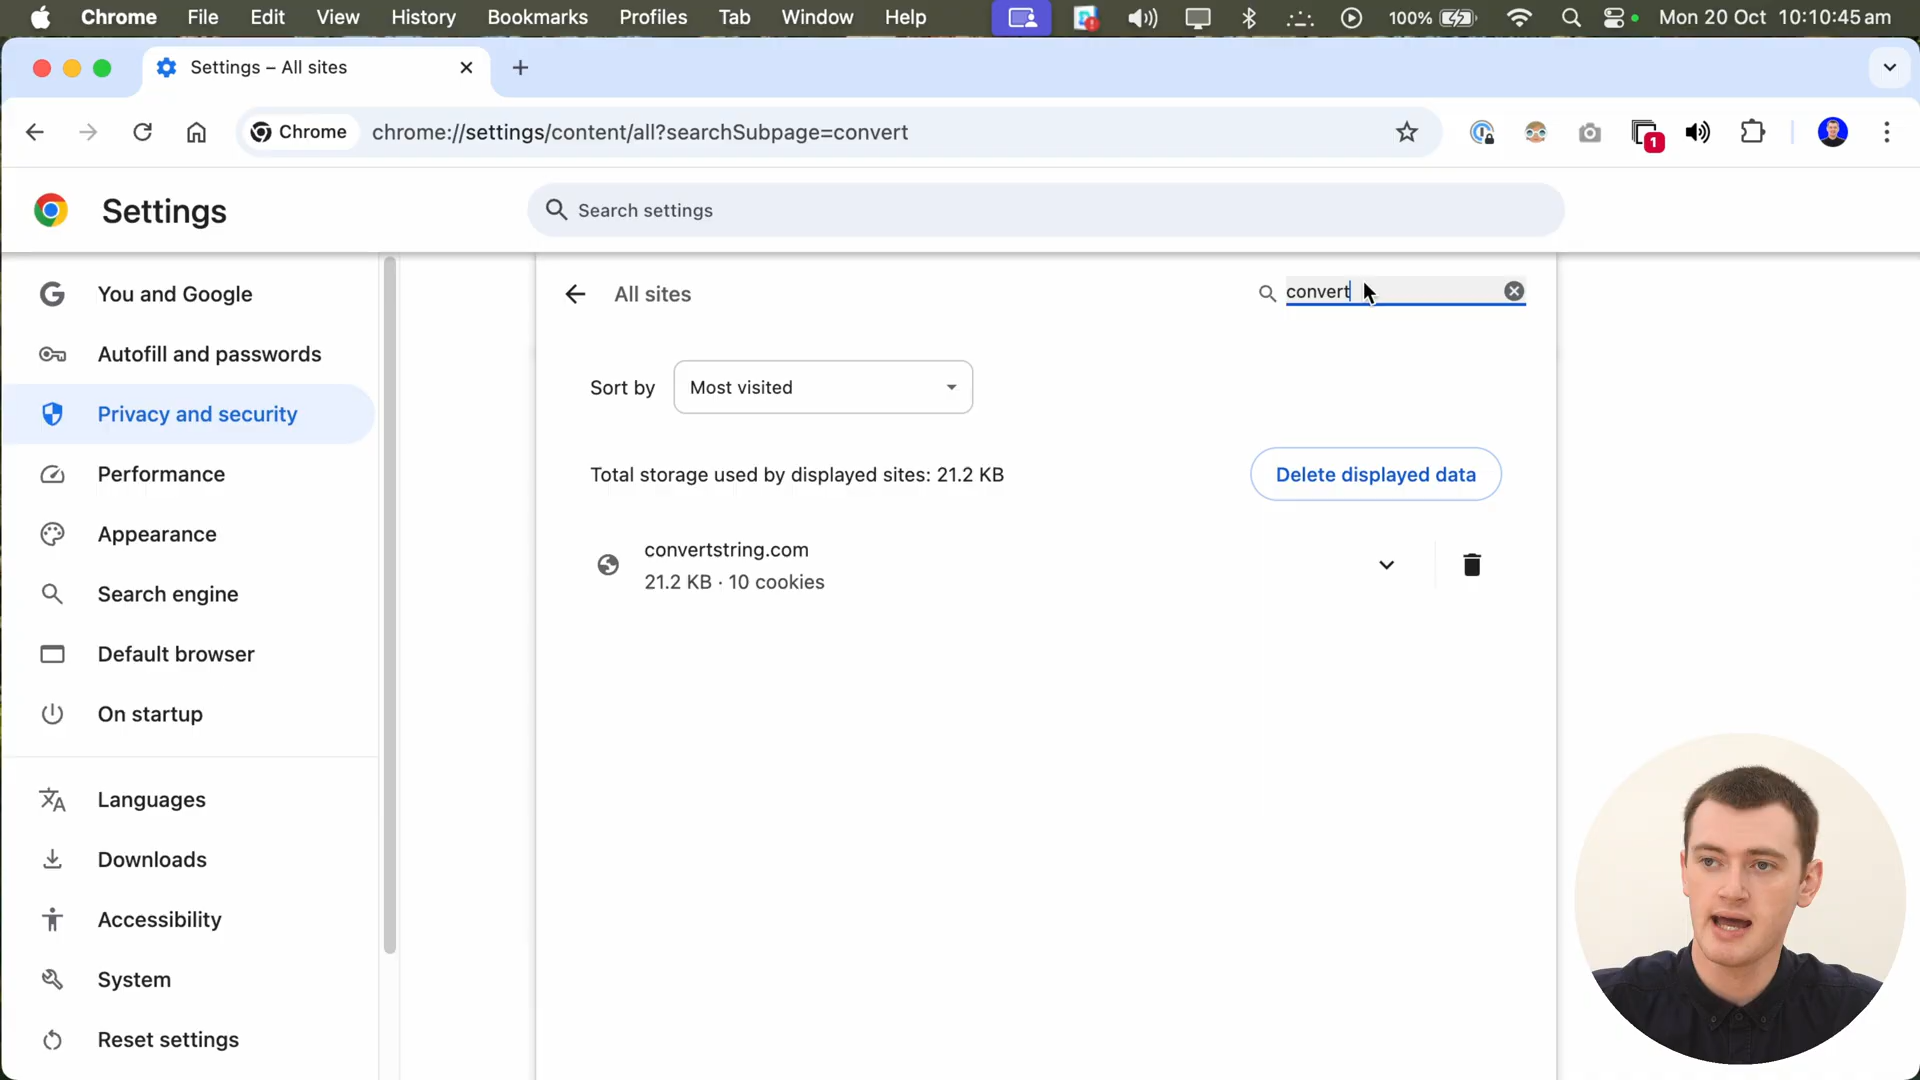 Chrome File Edit View History Bookmarks Profiles Tab Window Help 100% Mon 20 Oct 10:10:45 am
Settings – All sites
Chrome chrome://settings/content/all?searchSubpage=convert
1
Settings
Search settings
You and Google
Autofill and passwords
Privacy and security
Performance
Appearance
Search engine
Default browser
On startup
Languages
Downloads
Accessibility
System
Reset settings
All sites
convert
Sort by Most visited
Total storage used by displayed sites: 21.2 KB
Delete displayed data
convertstring.com
21.2 KB · 10 cookies